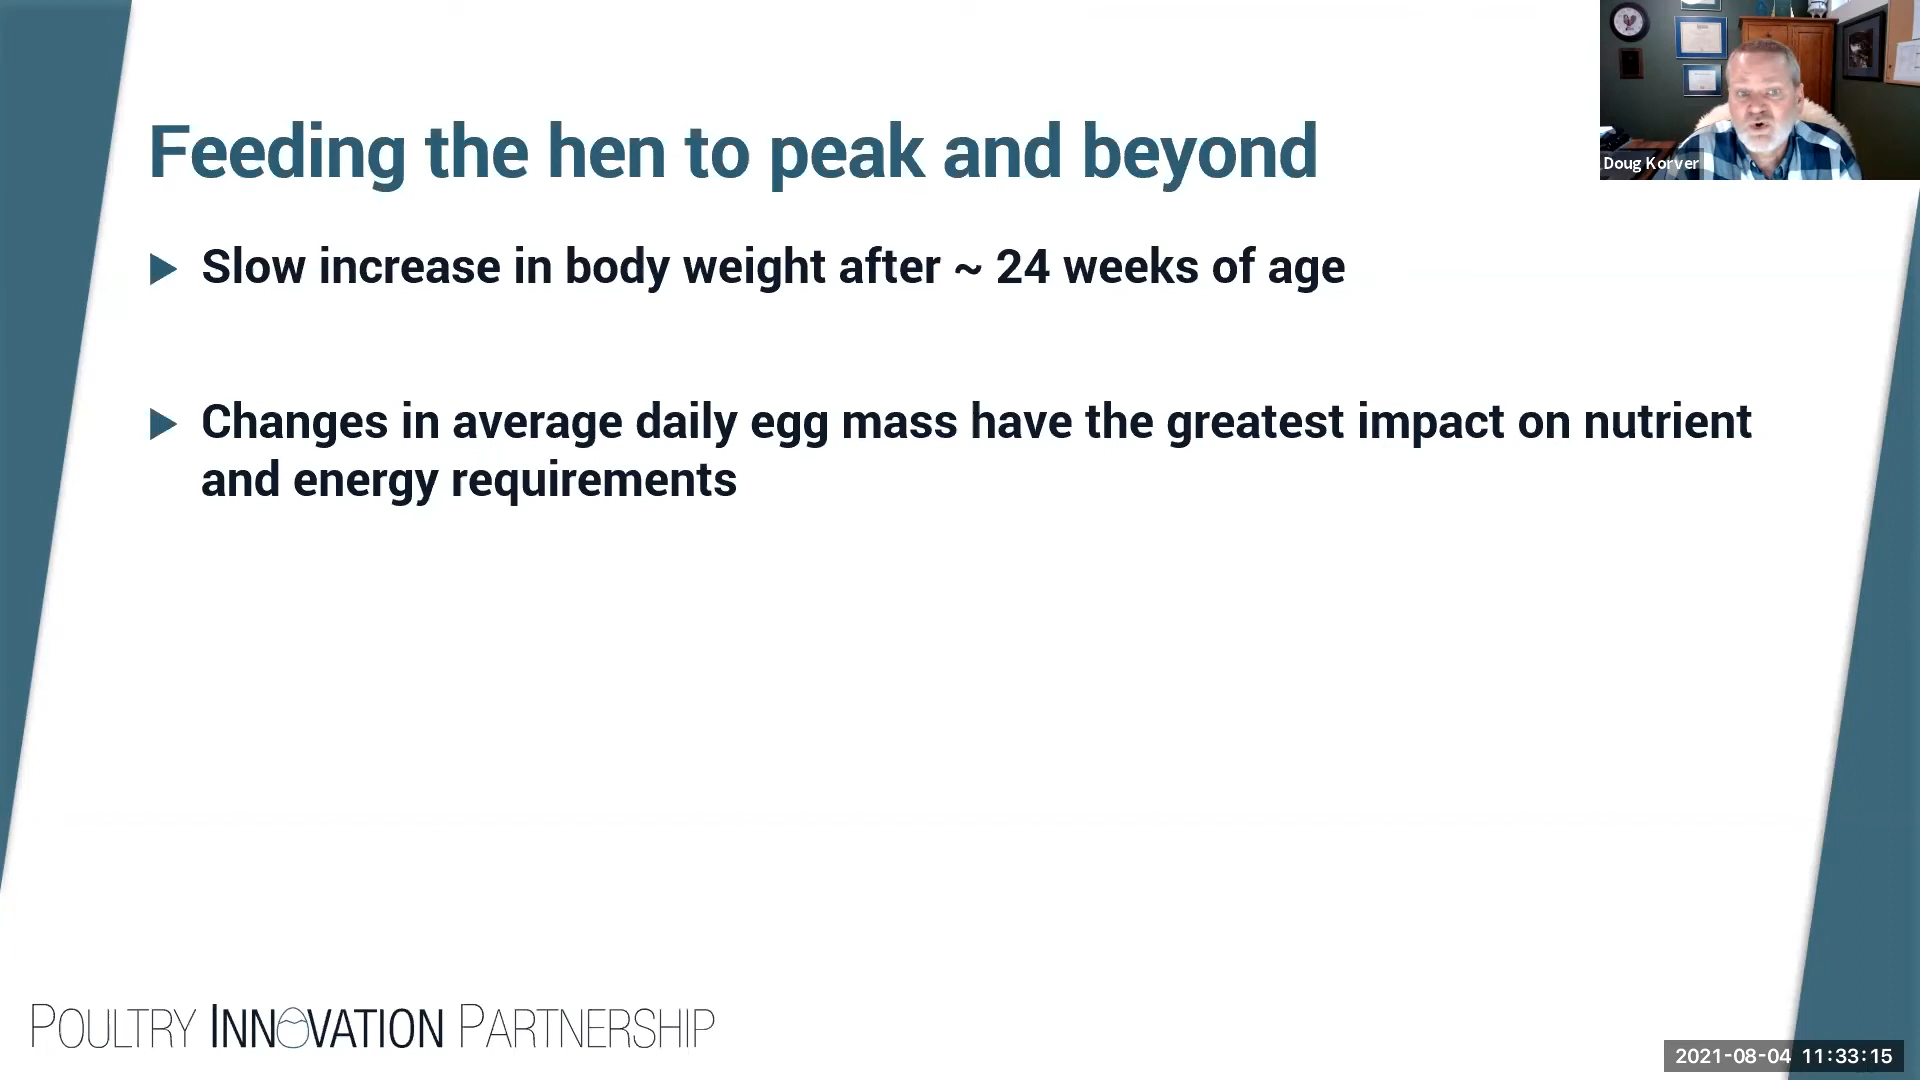 Feeding the hen to peak and beyond
Doug Korver
Slow increase in body weight after ~ 24 weeks of age
Changes in average daily egg mass have the greatest impact on nutrient
and energy requirements
POULTRY INNOVATION PARTNERSHIP
2021-08-04 11:33:15